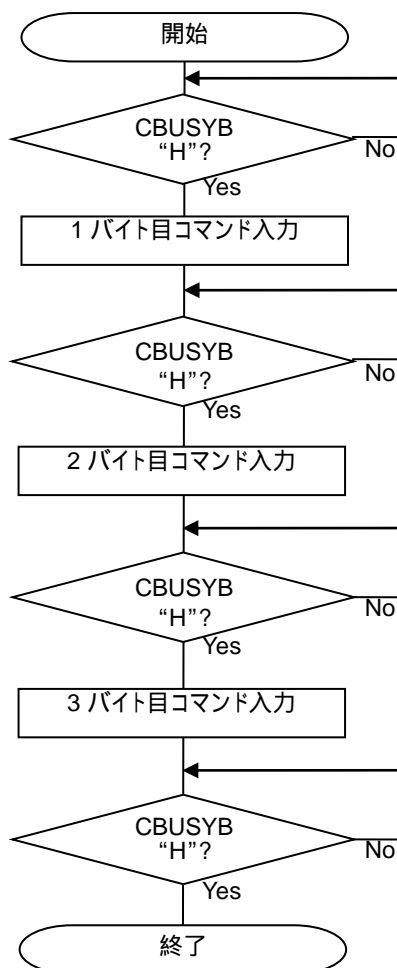 開始
CBUSYB
“H”?
No
Yes
1 バイト目コマンド入力
CBUSYB
“H”?
No
Yes
2 バイト目コマンド入力
CBUSYB
“H”?
No
Yes
3 バイト目コマンド入力
CBUSYB
“H”?
No
Yes
終了